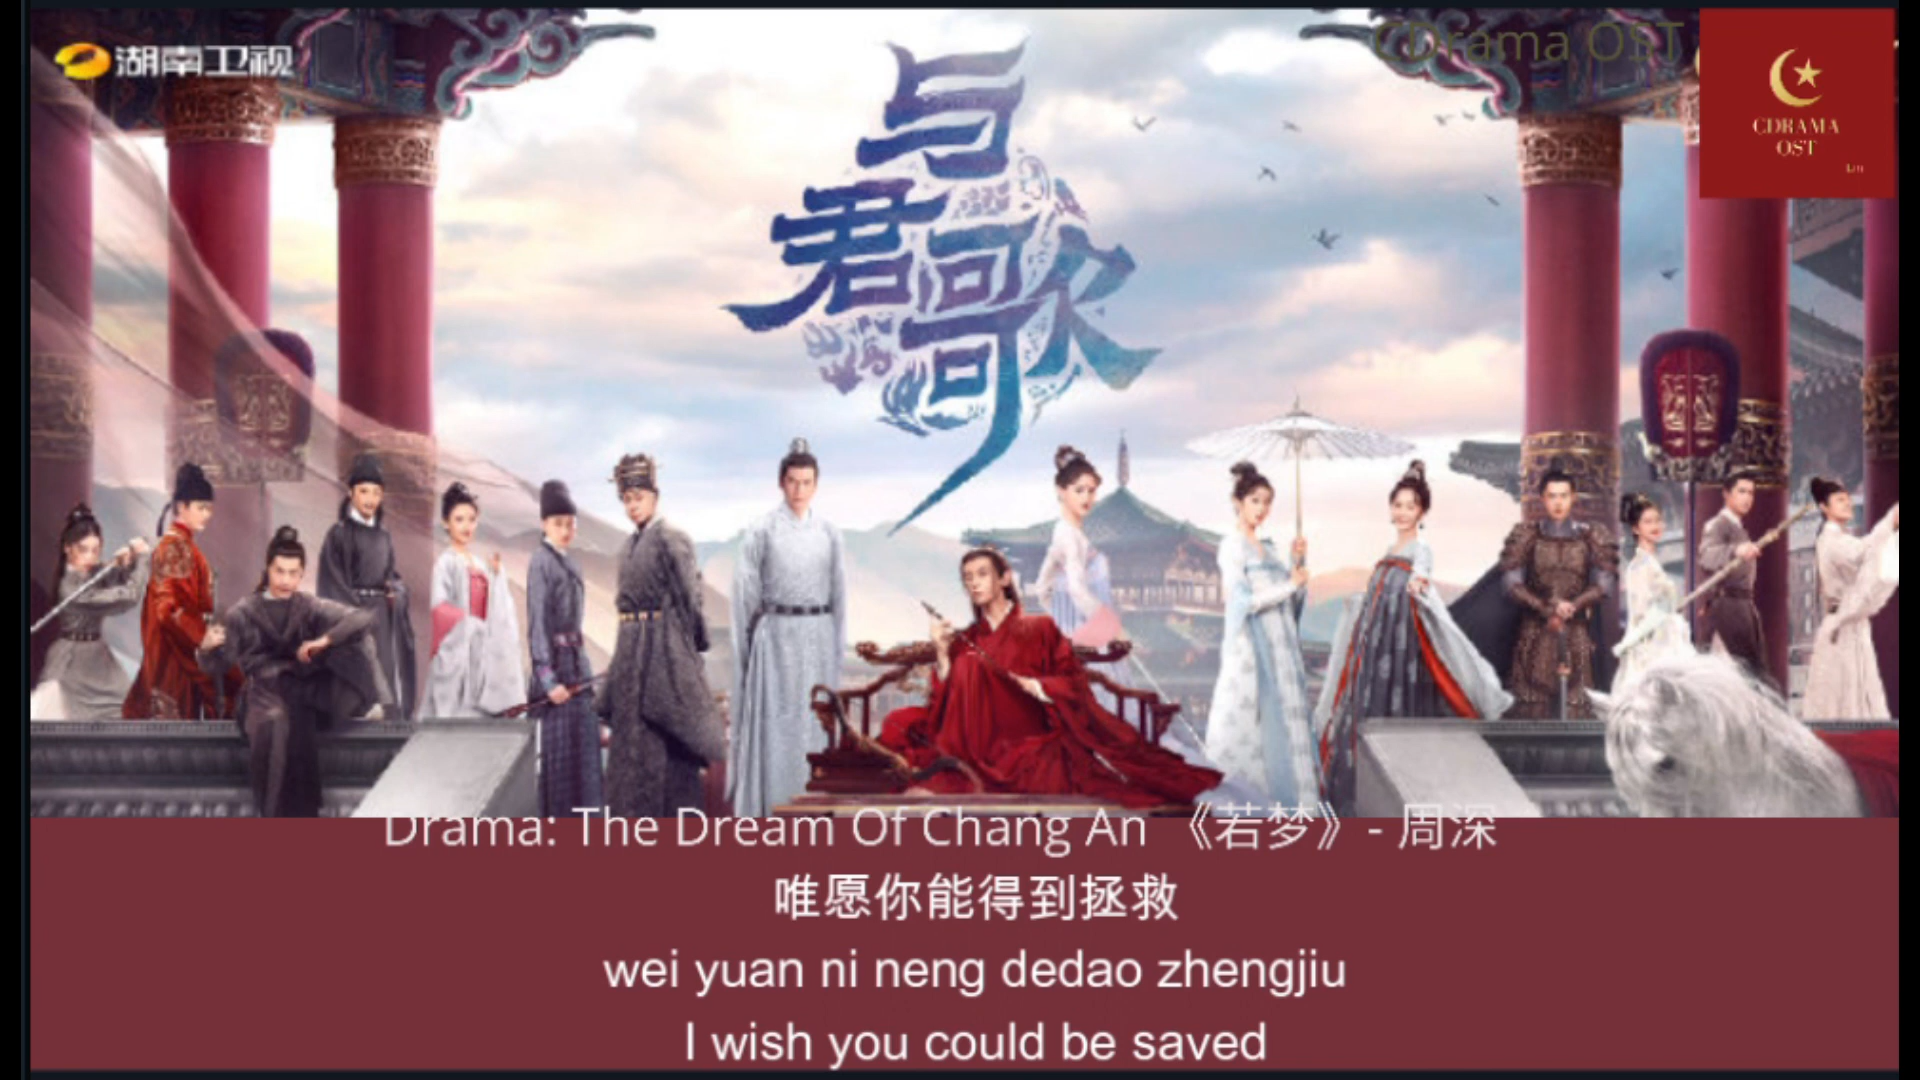 湖南卫视
与君歌
CDrama OST
CDRAMA
OST
Lin
Drama: The Dream Of Chang An 《若梦》- 周深
唯愿你能得到拯救
wei yuan ni neng dedao zhengjiu
I wish you could be saved